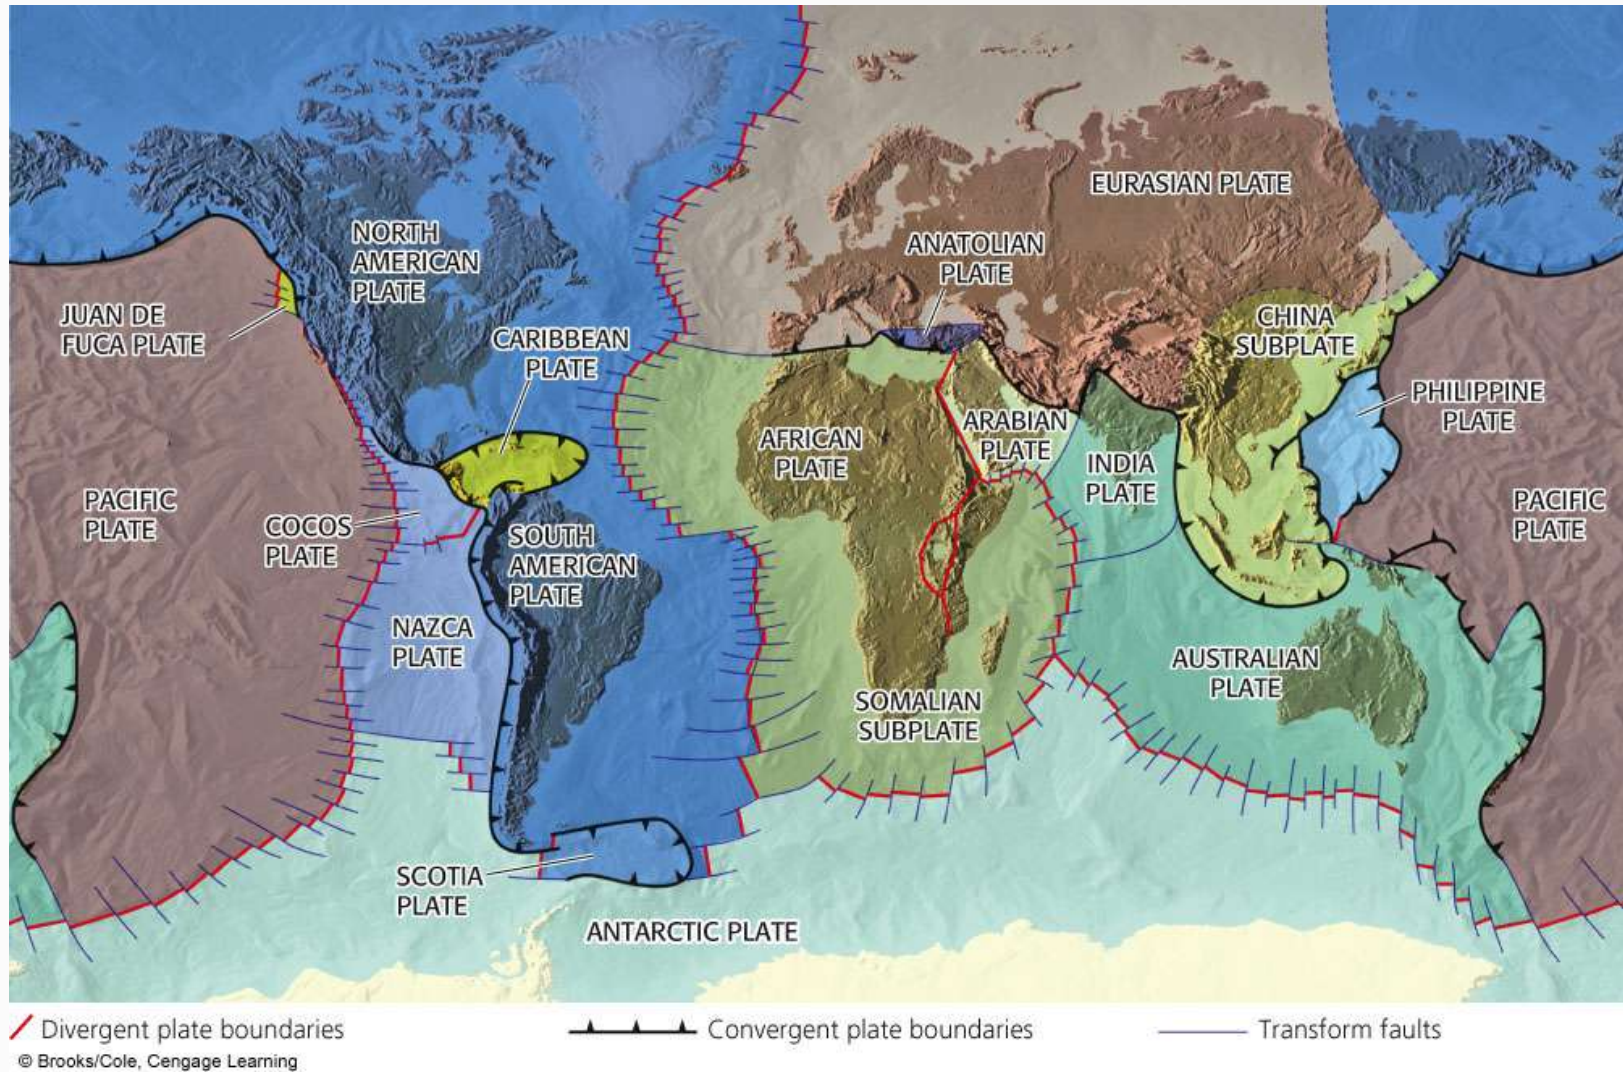 EURASIAN PLATE
NORTH
AMERICAN
PLATE
ANATOLIAN
PLATE
JUAN DE
FUCA PLATE
CARIBBEAN
PLATE
CHINA
SUBPLATE
PHILIPPINE
PLATE
AFRICAN
PLATE
ARABIAN
PLATE
INDIA
PLATE
PACIFIC
PLATE
COCOS
PLATE
SOUTH
AMERICAN
PLATE
PACIFIC
PLATE
NAZCA
PLATE
AUSTRALIAN
PLATE
SOMALIAN
SUBPLATE
SCOTIA
PLATE
ANTARCTIC PLATE
Divergent plate boundaries
Convergent plate boundaries
Transform faults
© Brooks/Cole, Cengage Learning